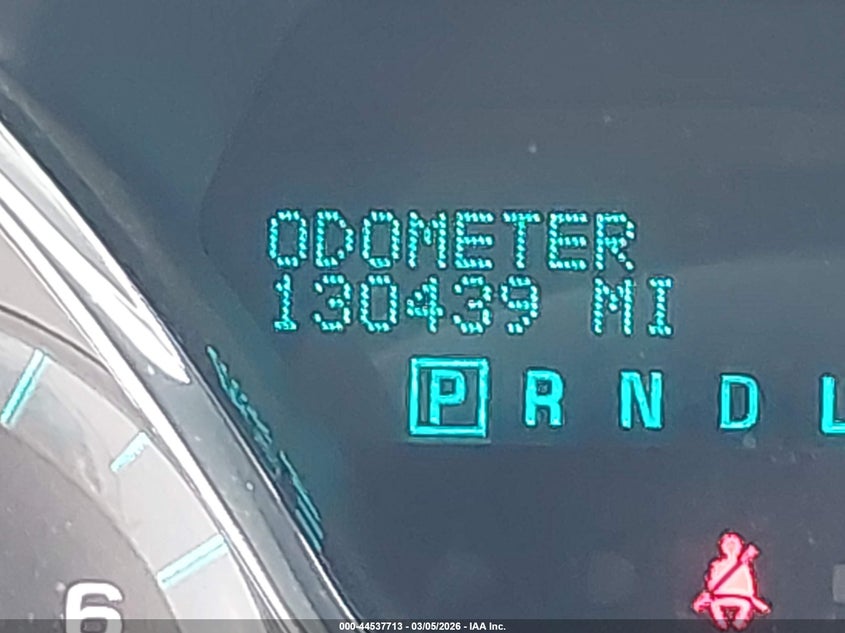 ODOMETER
130439 MI
P R N D L
6
000-44537713 - 03/05/2026 - IAA Inc.